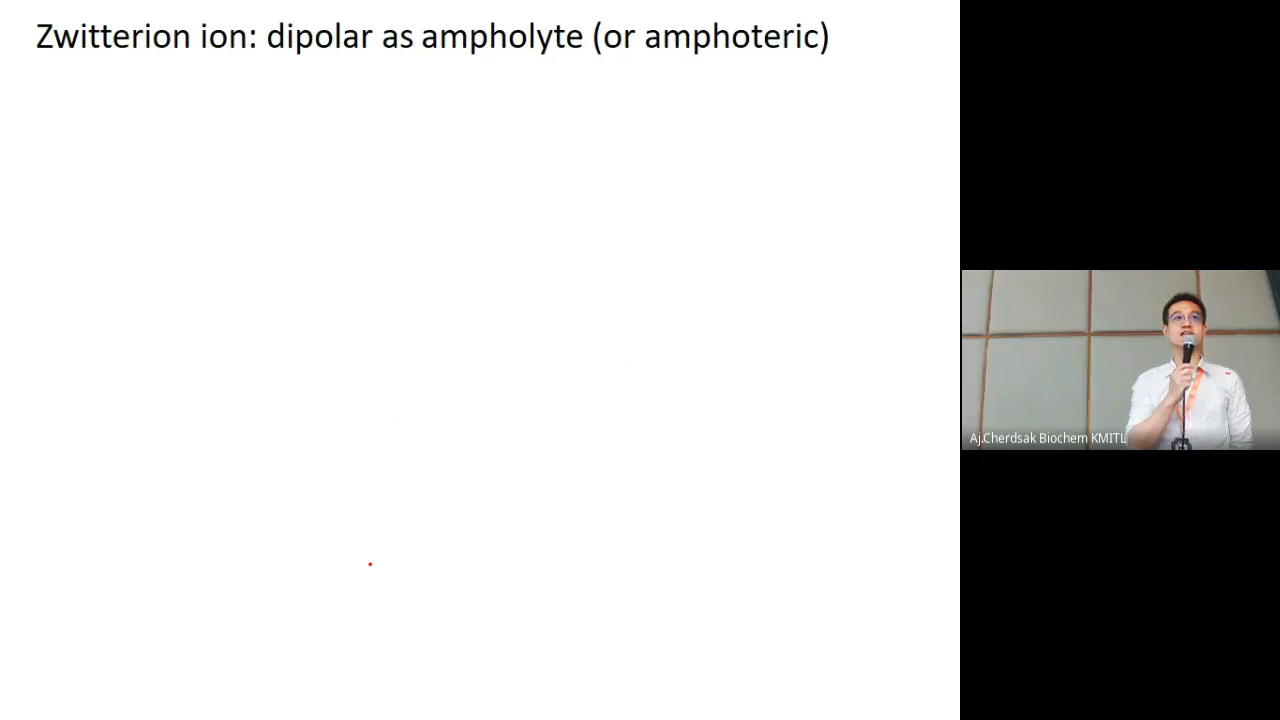 Zwitterion ion: dipolar as ampholyte (or amphoteric)
Aj.Cherdsak Biochem KMITL